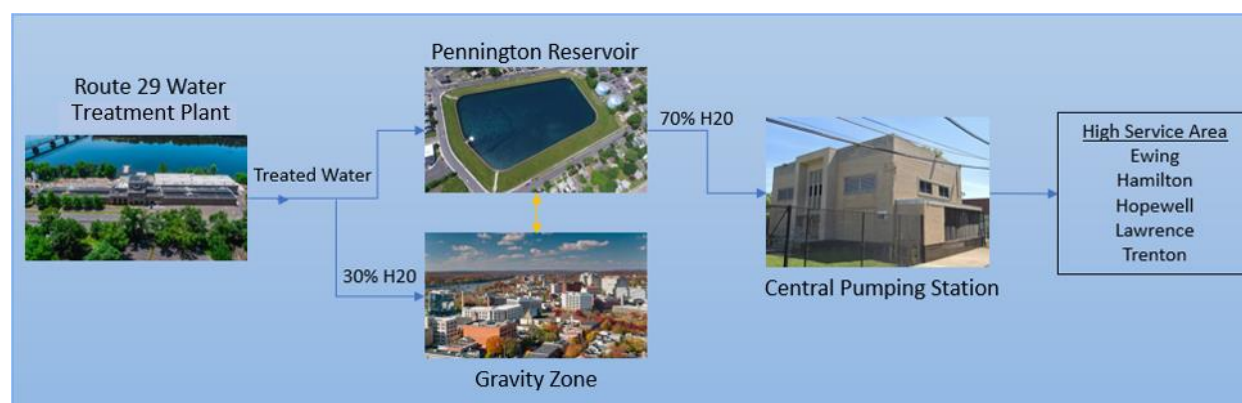 Pennington Reservoir
Route 29 Water
Treatment Plant
Treated Water
70% H20
30% H20
Gravity Zone
Central Pumping Station
High Service Area
Ewing
Hamilton
Hopewell
Lawrence
Trenton